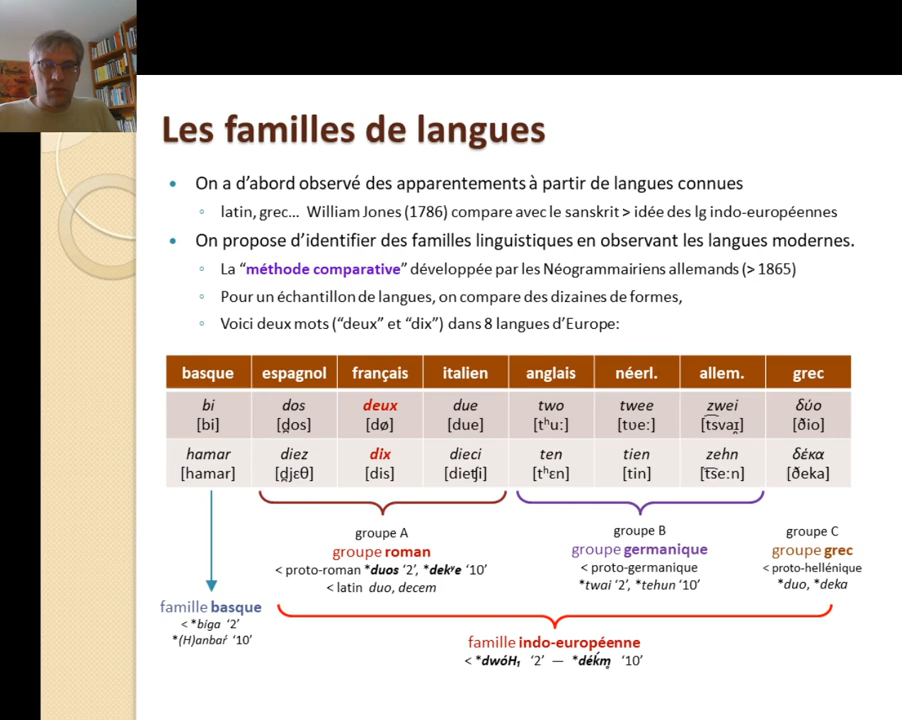 Les familles de langues
• On a d’abord observé des apparentements à partir de langues connues
◦ latin, grec… William Jones (1786) compare avec le sanskrit > idée des lg indo-européennes
• On propose d’identifier des familles linguistiques en observant les langues modernes.
◦ La “méthode comparative” développée par les Néogrammairiens allemands (> 1865)
◦ Pour un échantillon de langues, on compare des dizaines de formes,
◦ Voici deux mots (“deux” et “dix”) dans 8 langues d’Europe:
basque espagnol français italien anglais néerl. allem. grec
bi dos deux due two twee zwei δύο
[bi] [d̪os] [dø] [due] [tʰuː] [tʋeː] [t͡svaɪ̯] [ðio]
hamar diez dix dieci ten tien zehn δέκα
[hamar] [d̪jɛθ] [dis] [dietʃi] [tʰɛn] [tin] [t͡seːn] [ðeka]
groupe A groupe B groupe C
groupe roman groupe germanique groupe grec
< proto-roman *duos ‘2’, *dekʸe ‘10’ < proto-germanique < proto-hellénique
< latin duo, decem *twai ‘2’, *tehun ‘10’ *duo, *deka
famille basque
< *biga ‘2’
*(H)anbaŕ ‘10’
famille indo-européenne
< *dwóH₁ ‘2’ — *déḱm̥ ‘10’